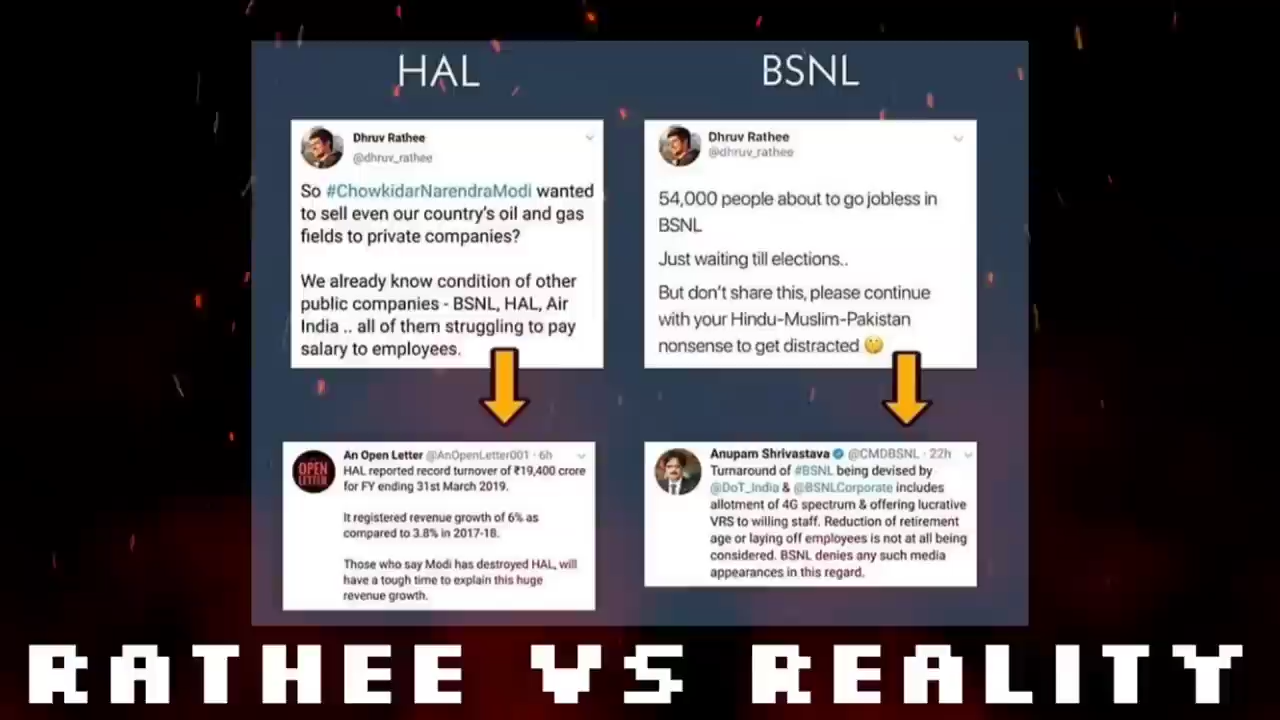 HAL
Dhruv Rathee
@dhruv_rathee
So #ChowkidarNarendraModi wanted
to sell even our country's oil and gas
fields to private companies?
We already know condition of other
public companies - BSNL, HAL, Air
India .. all of them struggling to pay
salary to employees.
OPEN
LETTER
An Open Letter @AnOpenLetter001 · 6h
HAL reported record turnover of ₹19,400 crore
for FY ending 31st March 2019.
It registered revenue growth of 6% as
compared to 3.8% in 2017-18.
Those who say Modi has destroyed HAL, will
have a tough time to explain this huge
revenue growth.
BSNL
Dhruv Rathee
@dhruv_rathee
54,000 people about to go jobless in
BSNL
Just waiting till elections..
But don't share this, please continue
with your Hindu-Muslim-Pakistan
nonsense to get distracted 🤫
Anupam Shrivastava @CMDBSNL · 22h
Turnaround of #BSNL being devised by
@DoT_India & @BSNLCorporate includes
allotment of 4G spectrum & offering lucrative
VRS to willing staff. Reduction of retirement
age or laying off employees is not at all being
considered. BSNL denies any such media
appearances in this regard.
RATHEE VS REALITY